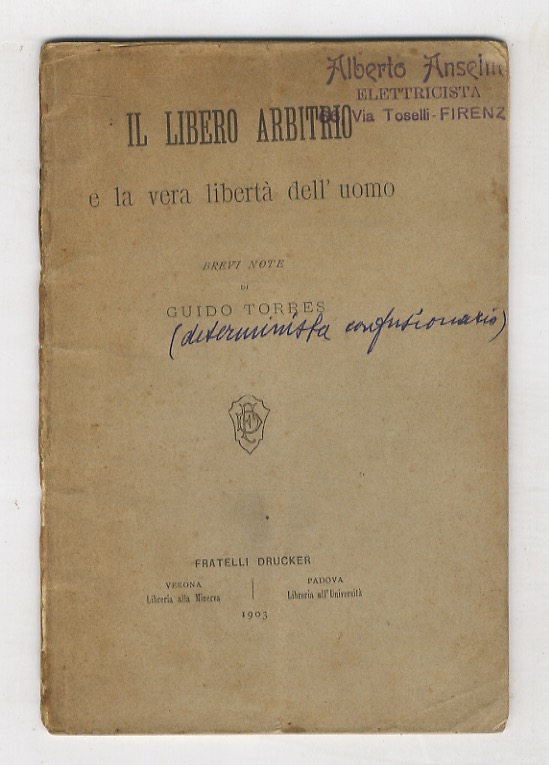 Alberto Anselm
ELETTRICISTA
66, Via Toselli - FIRENZ
IL LIBERO ARBITRIO
e la vera libertà dell' uomo
BREVI NOTE
DI
GUIDO TORRES
(determinista confusionario)
FRATELLI DRUCKER
VERONA
Libreria alla Minerva
PADOVA
Libreria all'Università
1903